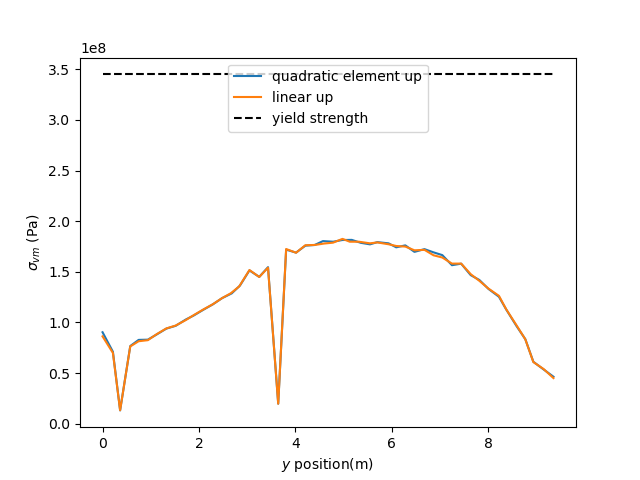 1e8
3.5
3.0
2.5
2.0
1.5
1.0
0.5
0.0
σvm (Pa)
quadratic element up
linear up
yield strength
0 2 4 6 8
y position(m)